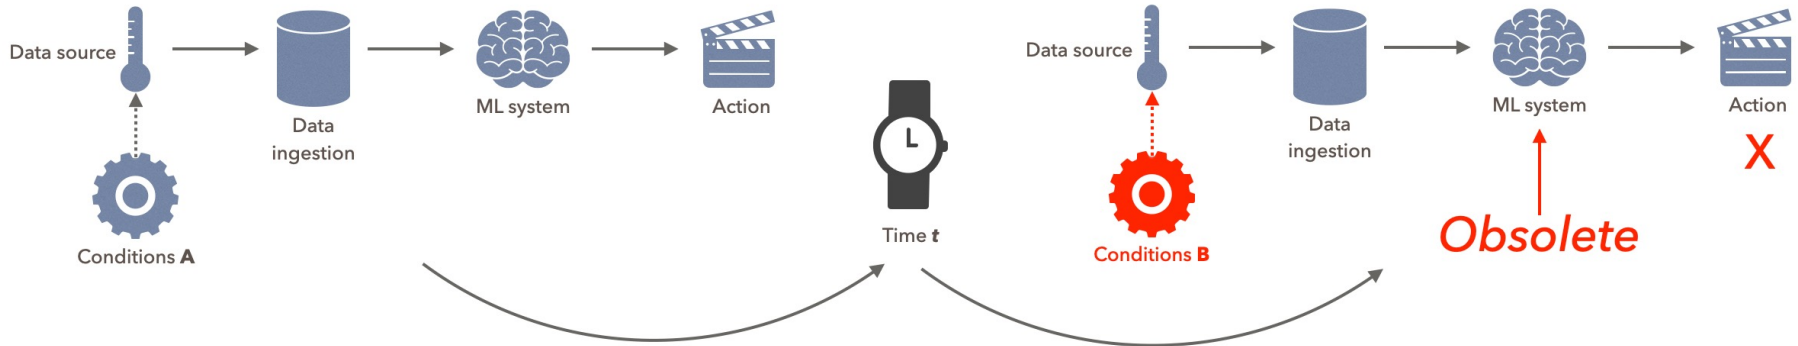 Data source
Data
ingestion
ML system
Action
Conditions A
Time t
Data source
Data
ingestion
ML system
Action
X
Conditions B
Obsolete